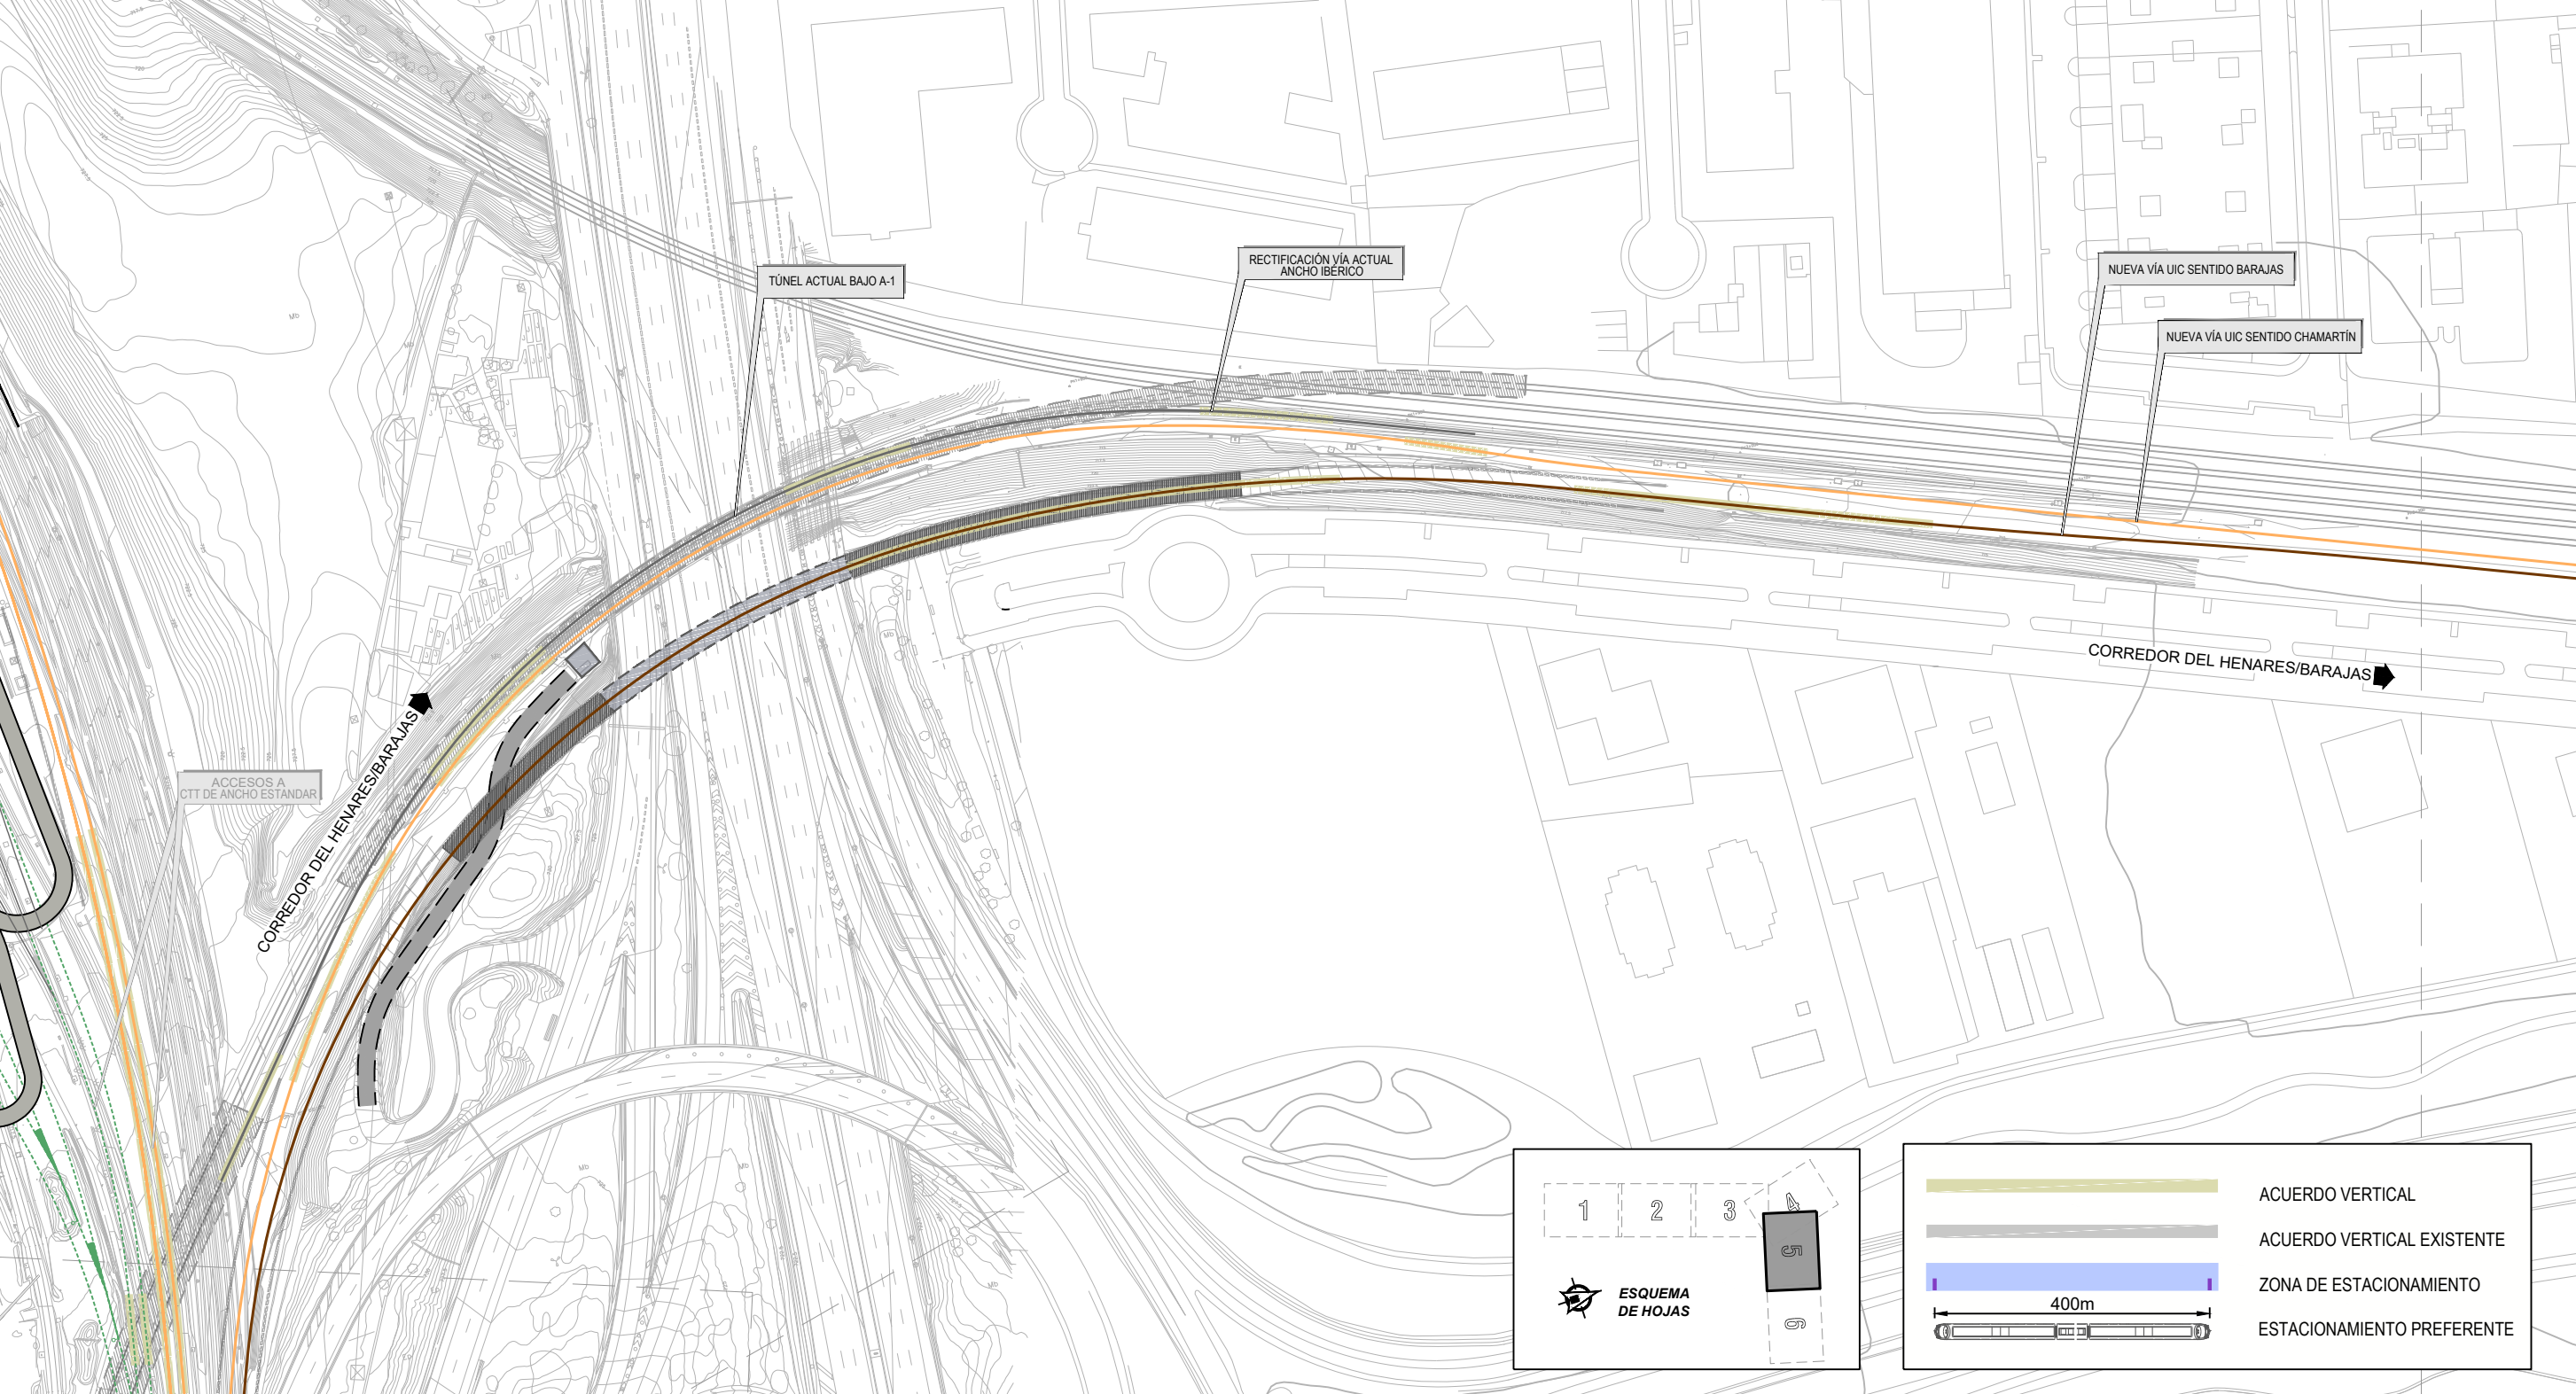 TÚNEL ACTUAL BAJO A-1
RECTIFICACIÓN VÍA ACTUAL
ANCHO IBÉRICO
NUEVA VÍA UIC SENTIDO BARAJAS
NUEVA VÍA UIC SENTIDO CHAMARTÍN
CORREDOR DEL HENARES/BARAJAS
CORREDOR DEL HENARES/BARAJAS
ACCESOS A
CTT DE ANCHO ESTANDAR
1
2
3
4
5
6
ESQUEMA
DE HOJAS
ACUERDO VERTICAL
ACUERDO VERTICAL EXISTENTE
ZONA DE ESTACIONAMIENTO
400m
ESTACIONAMIENTO PREFERENTE